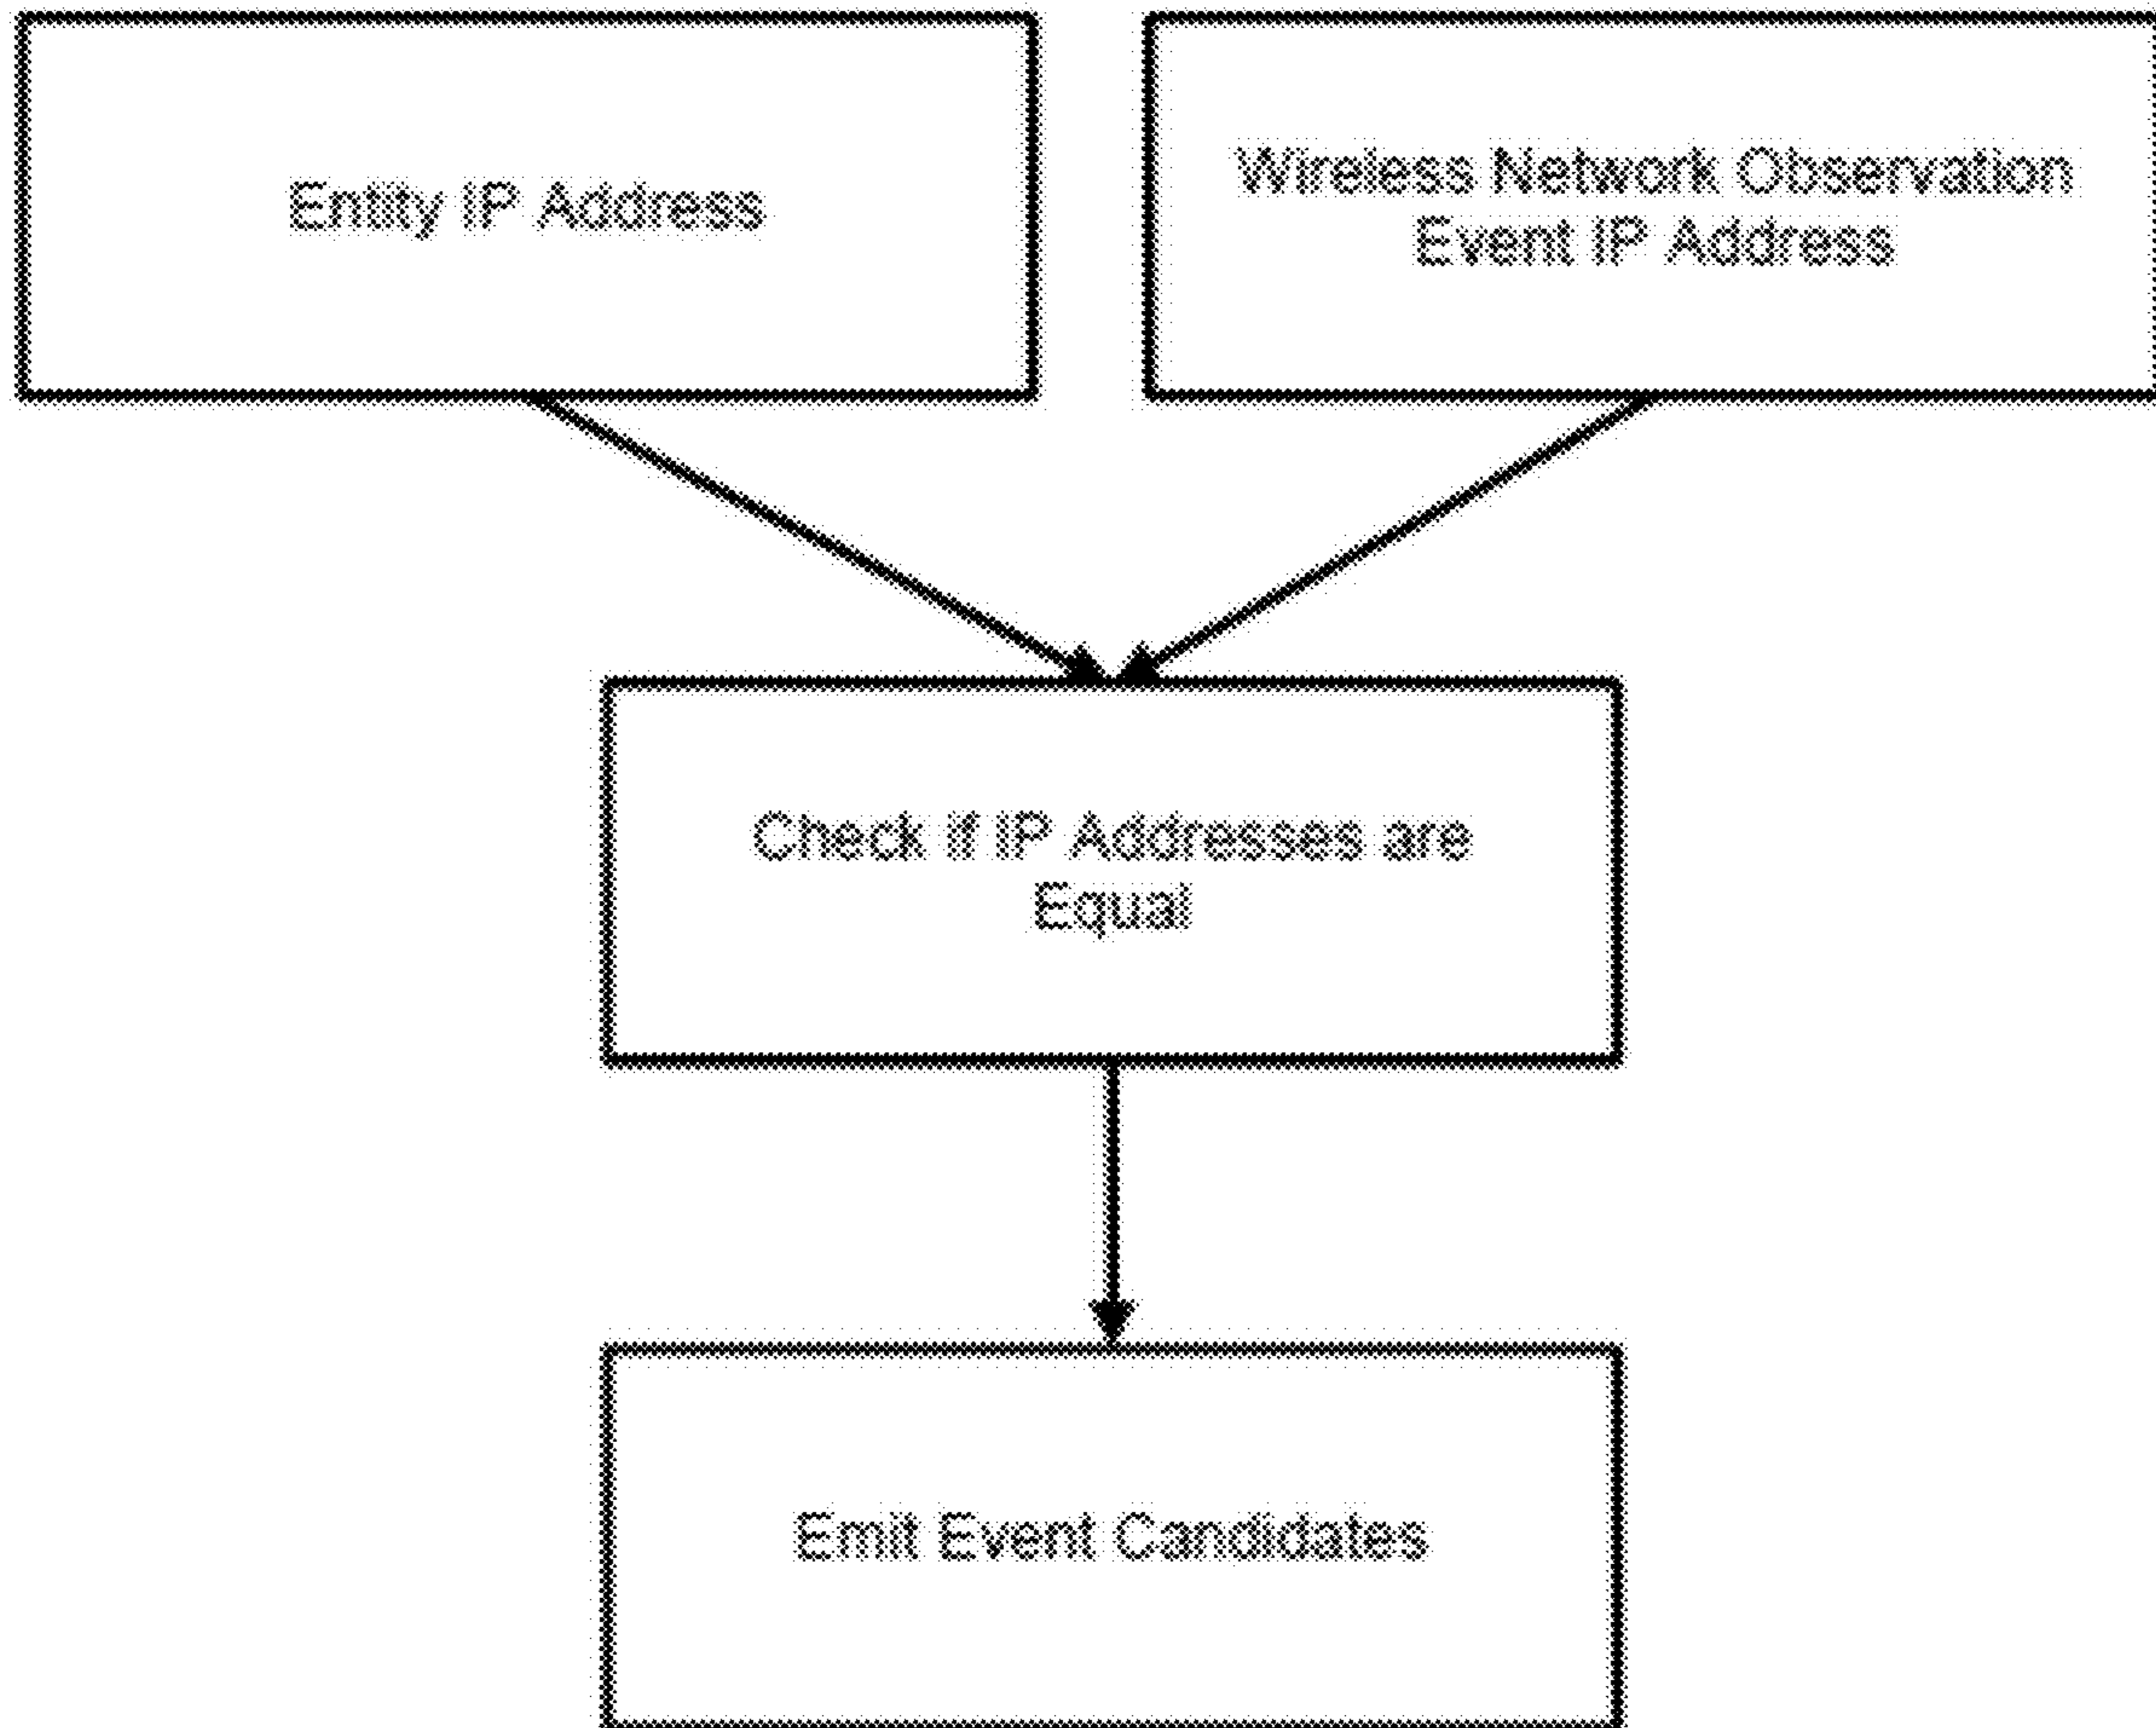 Entity IP Address
Wireless Network Observation
Event IP Address
Check if IP Addresses are
Equal
Emit Event Candidates